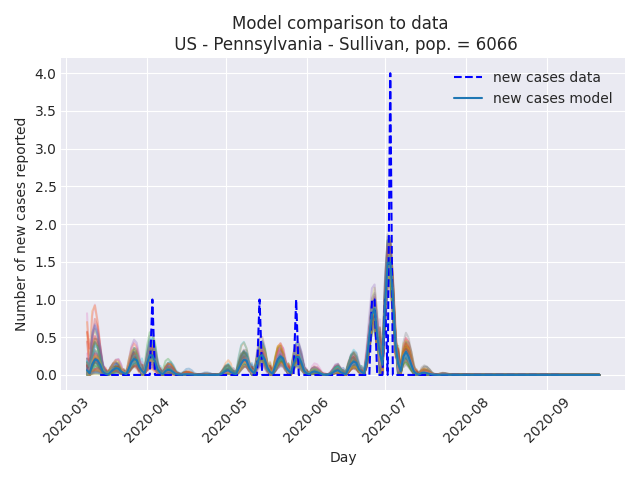 Model comparison to data
US - Pennsylvania - Sullivan, pop. = 6066
new cases data
new cases model
Number of new cases reported
4.0
3.5
3.0
2.5
2.0
1.5
1.0
0.5
0.0
2020-03
2020-04
2020-05
2020-06
2020-07
2020-08
2020-09
Day